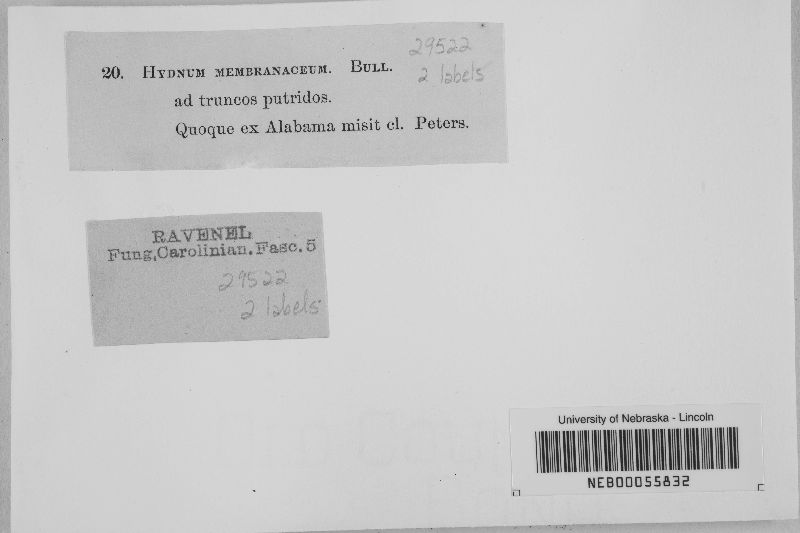 20. HYDNUM MEMBRANACEUM. BULL.
29522
2 labels
ad truncos putridos.
Quoque ex Alabama misit cl. Peters.
RAVENEL
Fung, Carolinian. Fasc. 5
29522
2 labels
University of Nebraska - Lincoln
NEB00055832